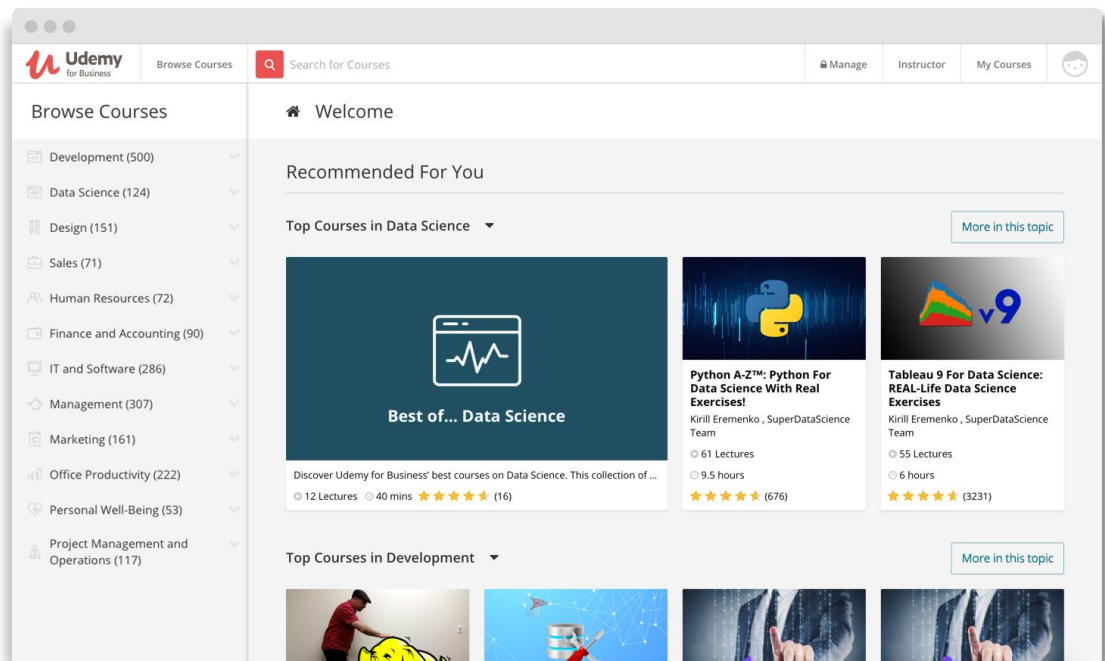 Udemy
for Business
Browse Courses
Search for Courses
Manage
Instructor
My Courses
Browse Courses
Development (500)
Data Science (124)
Design (151)
Sales (71)
Human Resources (72)
Finance and Accounting (90)
IT and Software (286)
Management (307)
Marketing (161)
Office Productivity (222)
Personal Well-Being (53)
Project Management and
Operations (117)
Welcome
Recommended For You
Top Courses in Data Science
More in this topic
Best of... Data Science
Discover Udemy for Business' best courses on Data Science. This collection of ...
12 Lectures 40 mins (16)
Python A-Z™: Python For
Data Science With Real
Exercises!
Kirill Eremenko , SuperDataScience
Team
61 Lectures
9.5 hours
(676)
v9
Tableau 9 For Data Science:
REAL-Life Data Science
Exercises
Kirill Eremenko , SuperDataScience
Team
55 Lectures
6 hours
(3231)
Top Courses in Development
More in this topic